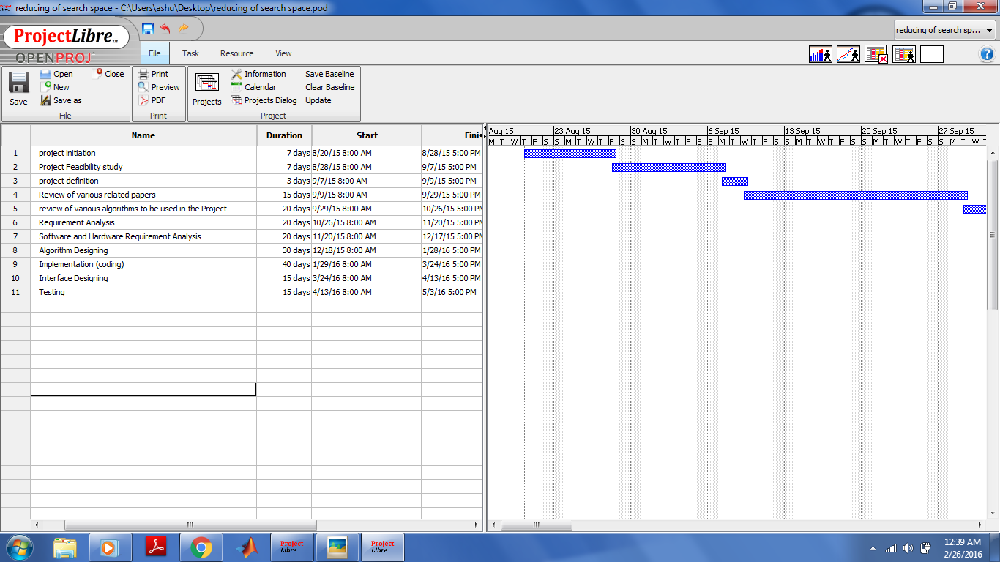 reducing of search space - C:\Users\ashu\Desktop\reducing of search space.pod
ProjectLibre™
OPENPROJ
reducing of search sp...
File Task Resource View
Save
Open
New
Save as
Close
File
Print
Preview
PDF
Print
Projects
Information
Calendar
Projects Dialog
Save Baseline
Clear Baseline
Update
Project
Name Duration Start Finis
1 project initiation 7 days 8/20/15 8:00 AM 8/28/15 5:00 PM
2 Project Feasibility study 7 days 8/28/15 8:00 AM 9/7/15 5:00 PM
3 project definition 3 days 9/7/15 8:00 AM 9/9/15 5:00 PM
4 Review of various related papers 15 days 9/9/15 8:00 AM 9/29/15 5:00 PM
5 review of various algorithms to be used in the Project 20 days 9/29/15 8:00 AM 10/26/15 5:00 PM
6 Requirement Analysis 20 days 10/26/15 8:00 AM 11/20/15 5:00 PM
7 Software and Hardware Requirement Analysis 20 days 11/20/15 8:00 AM 12/17/15 5:00 PM
8 Algorithm Designing 30 days 12/18/15 8:00 AM 1/28/16 5:00 PM
9 Implementation (coding) 40 days 1/29/16 8:00 AM 3/24/16 5:00 PM
10 Interface Designing 15 days 3/24/16 8:00 AM 4/13/16 5:00 PM
11 Testing 15 days 4/13/16 8:00 AM 5/3/16 5:00 PM
Aug 15 23 Aug 15 30 Aug 15 6 Sep 15 13 Sep 15 20 Sep 15 27 Sep 15
M T W T F S S M T W T F S S M T W T F S S M T W T F S S M T W T F S S M T W T F S S M T W T
Project Libre.
Project Libre.
12:39 AM
2/26/2016